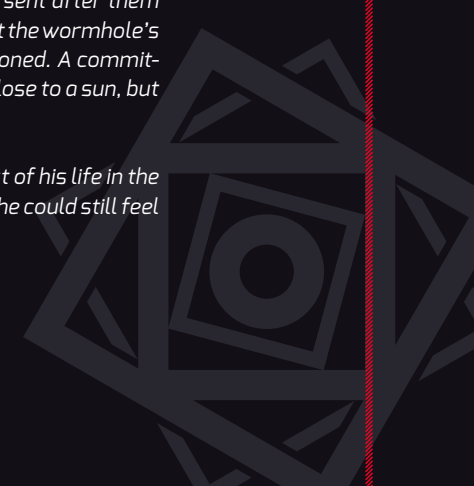 sent after them
t the wormhole's
oned. A commit-
lose to a sun, but
t of his life in the
he could still feel